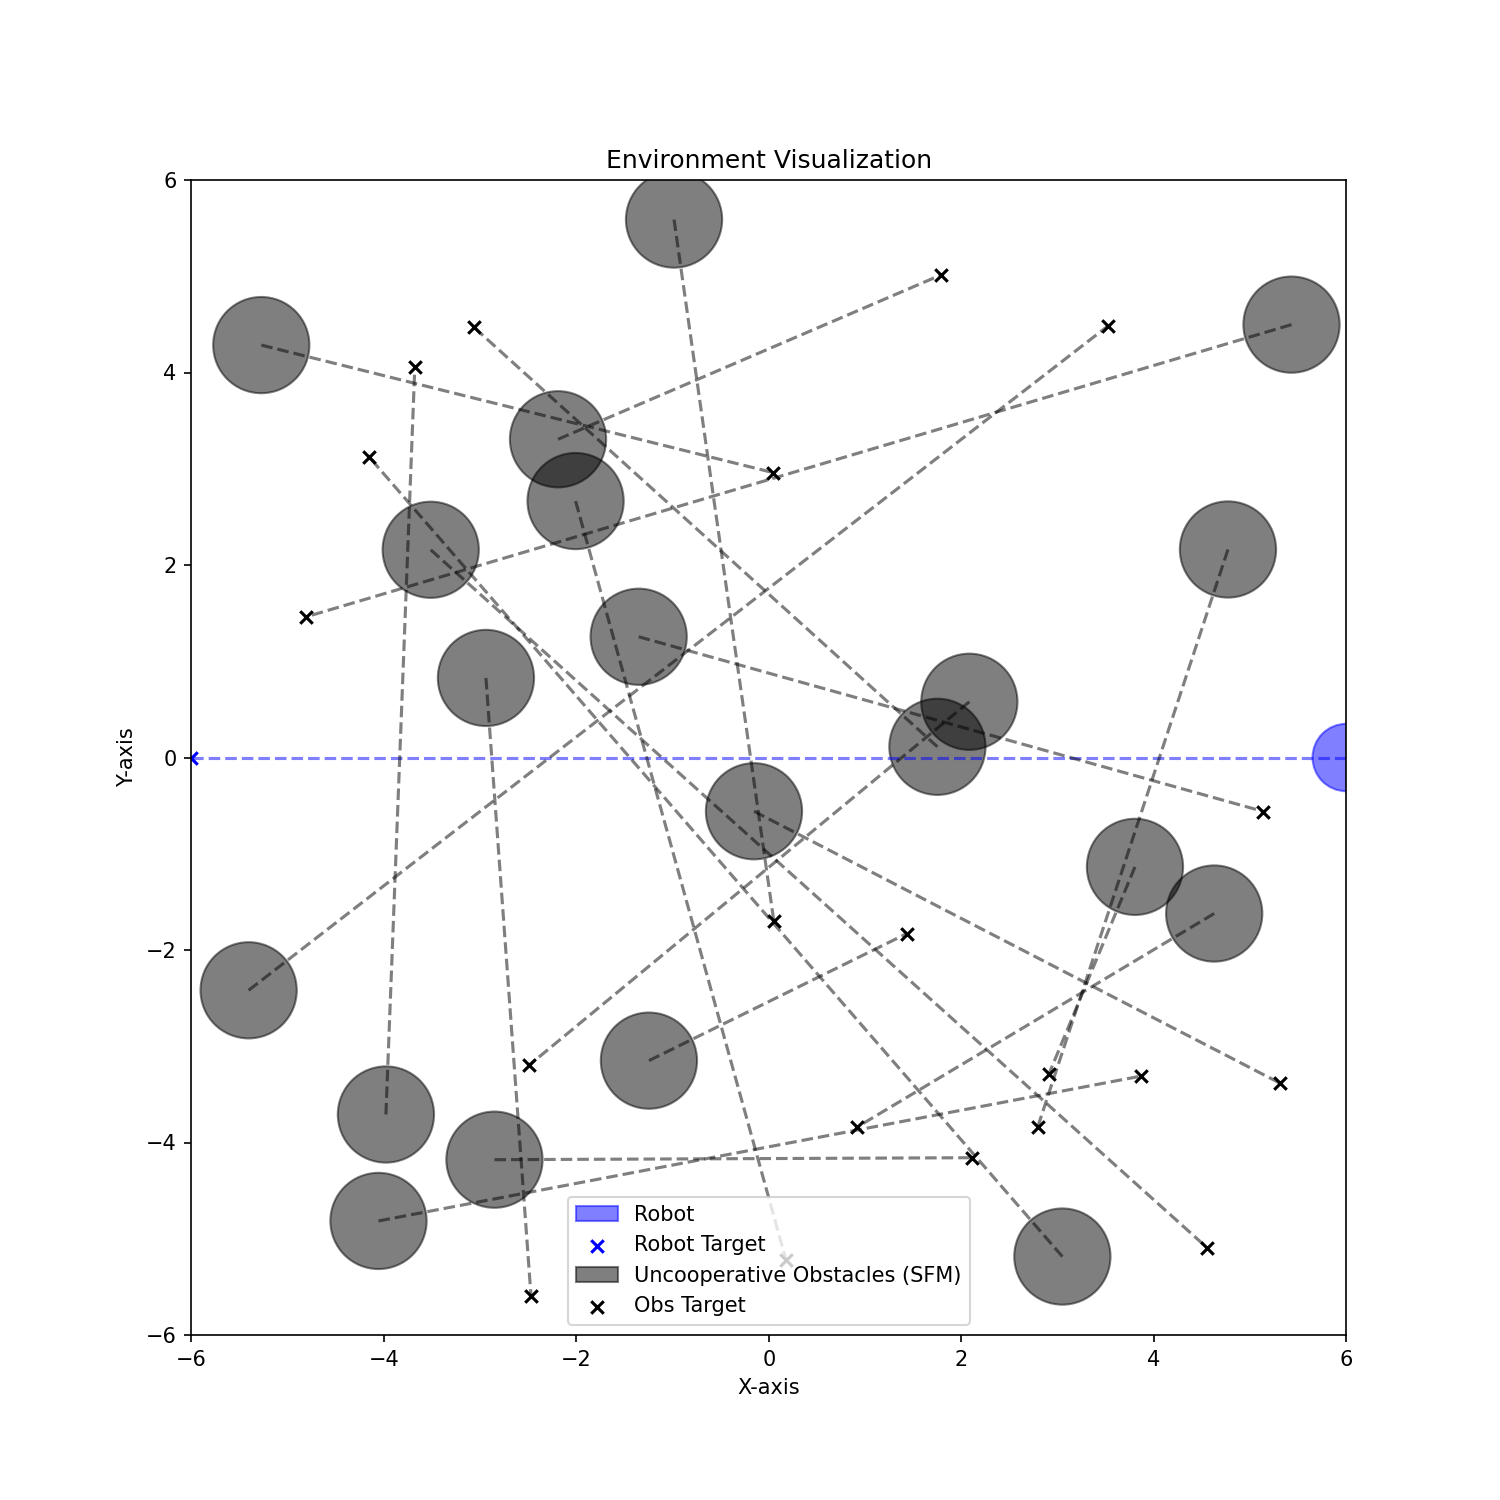 Environment Visualization
6
4
2
0
−2
−4
−6
Y-axis
Robot
Robot Target
Uncooperative Obstacles (SFM)
Obs Target
−6 −4 −2 0 2 4 6
X-axis